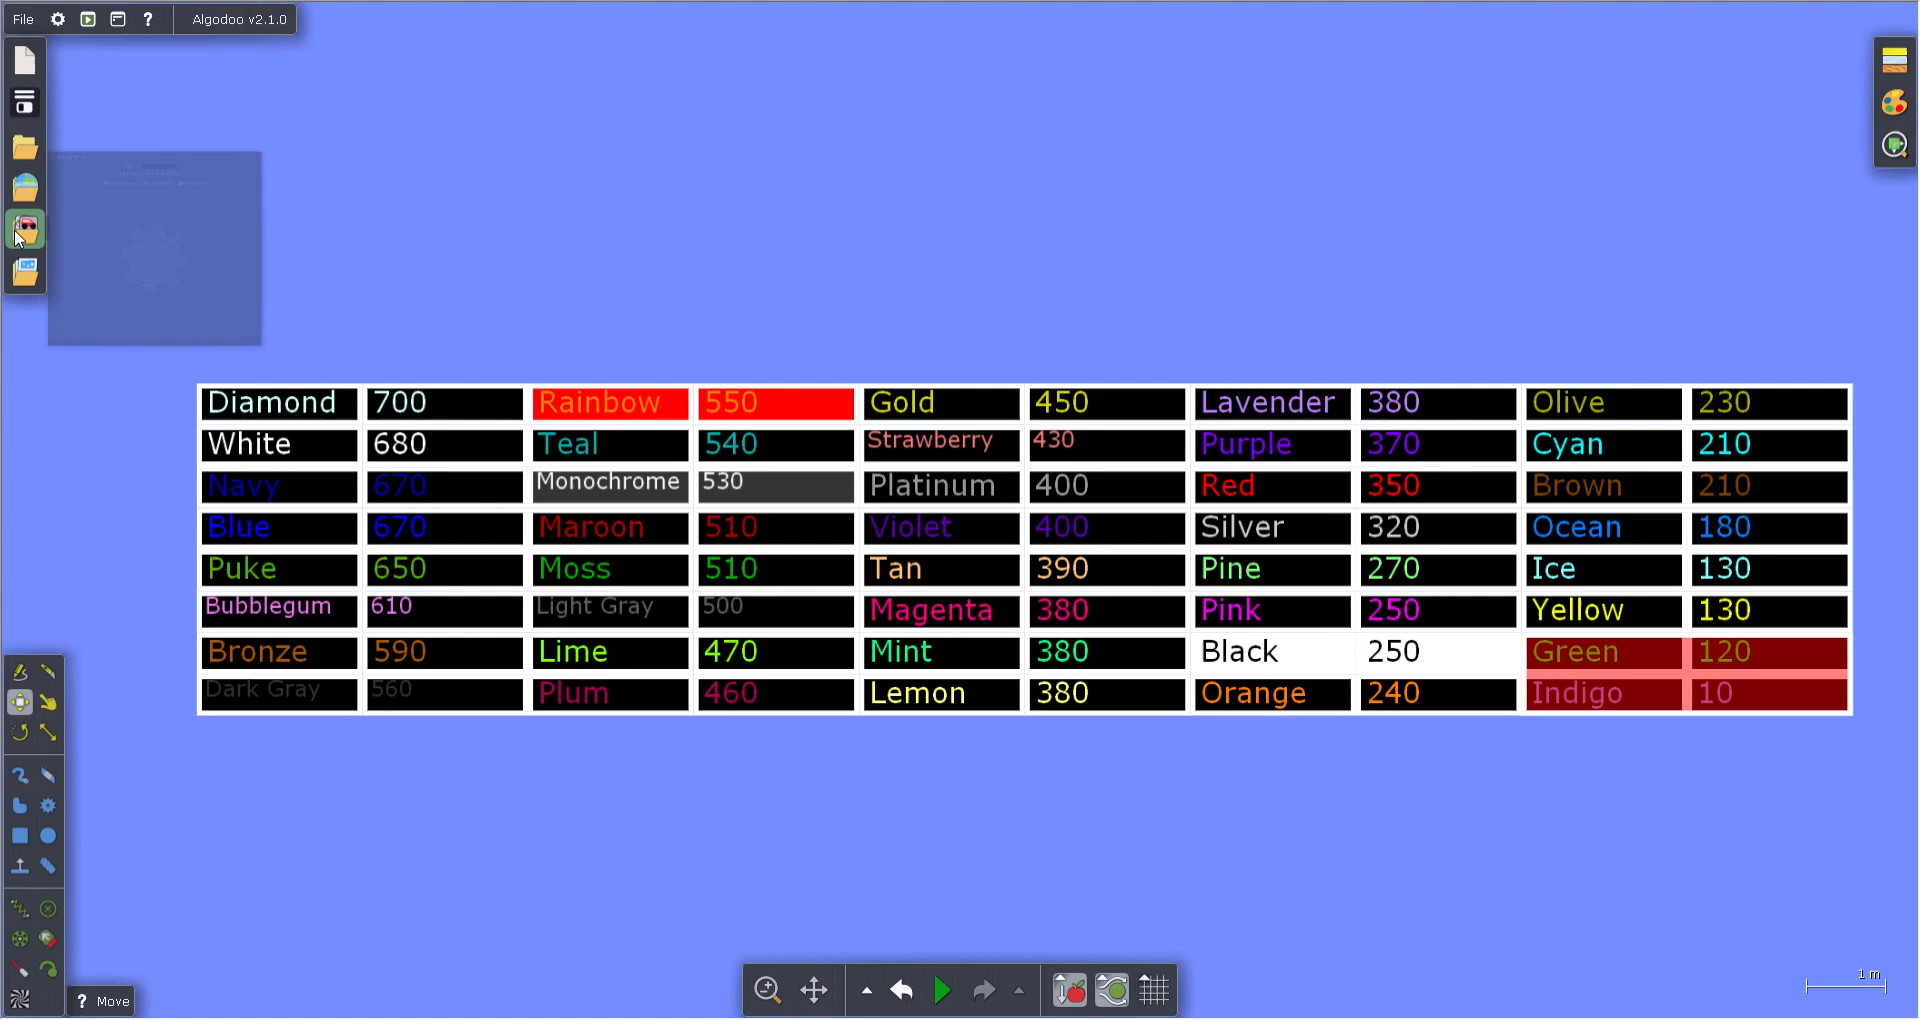 File ? Algodoo v2.1.0
Diamond 700 Rainbow 550 Gold 450 Lavender 380 Olive 230
White 680 Teal 540 Strawberry 430 Purple 370 Cyan 210
Navy 670 Monochrome 530 Platinum 400 Red 350 Brown 210
Blue 670 Maroon 510 Violet 400 Silver 320 Ocean 180
Puke 650 Moss 510 Tan 390 Pine 270 Ice 130
Bubblegum 610 Light Gray 500 Magenta 380 Pink 250 Yellow 130
Bronze 590 Lime 470 Mint 380 Black 250 Green 120
Dark Gray 560 Plum 460 Lemon 380 Orange 240 Indigo 10
1 m
? Move